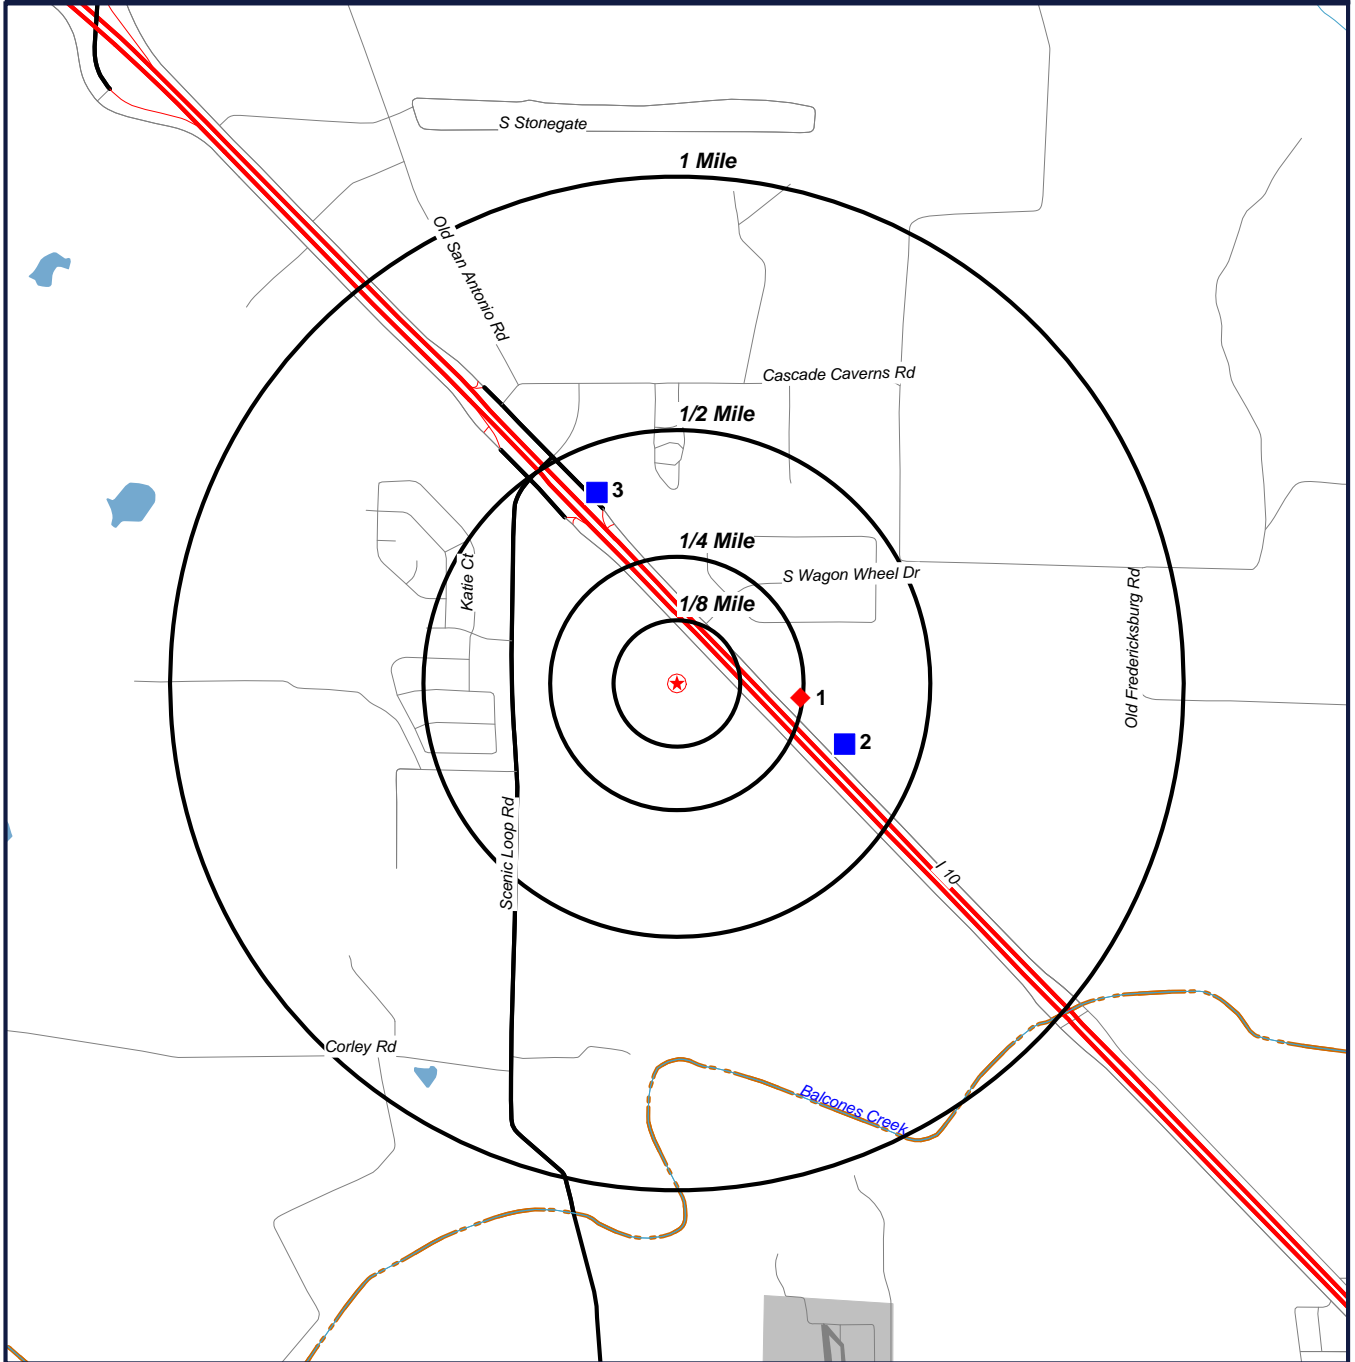 S Stonegate
1 Mile
Old San Antonio Rd
Cascade Caverns Rd
1/2 Mile
3
1/4 Mile
S Wagon Wheel Dr
Katie Ct
1/8 Mile
Old Fredericksburg Rd
1
2
Scenic Loop Rd
I 10
Corley Rd
Balcones Creek